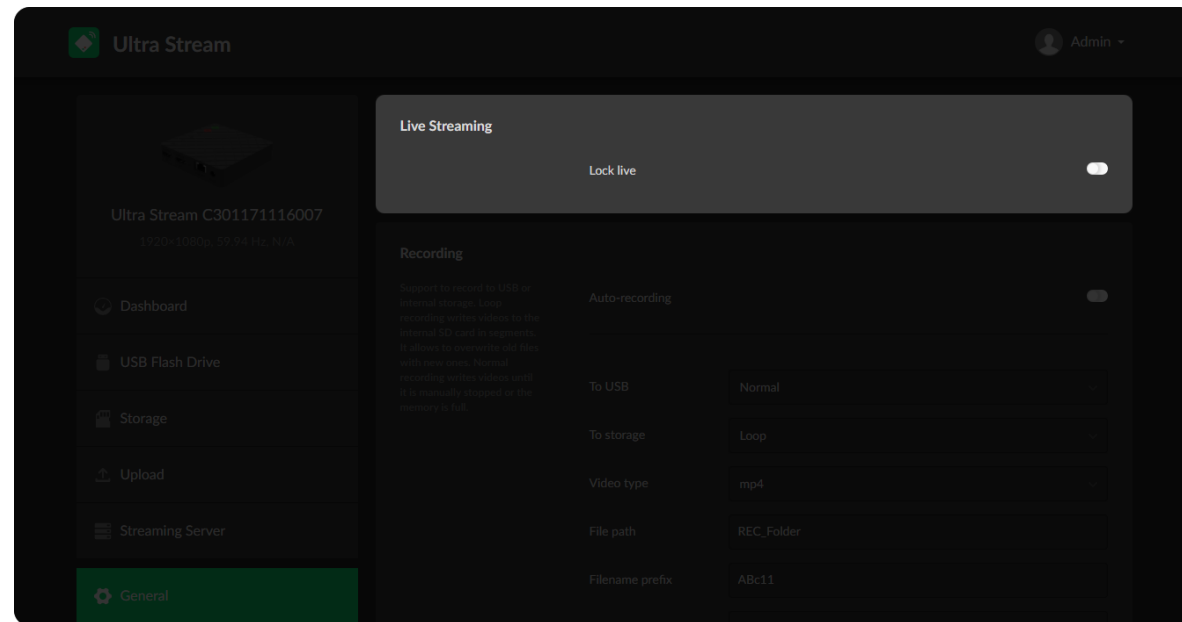 Ultra Stream
Admin
Live Streaming
Lock live
Ultra Stream C301171116007
1920×1080p, 59.94 Hz, N/A
Recording
Support to record to USB or
internal storage. Loop
recording writes videos to the
internal SD card in segments.
It allows to overwrite old files
with new ones. Normal
recording writes videos until
it is manually stopped or the
memory is full.
Auto-recording
To USB
Normal
To storage
Loop
Video type
mp4
File path
REC_Folder
Filename prefix
ABc11
Dashboard
USB Flash Drive
Storage
Upload
Streaming Server
General